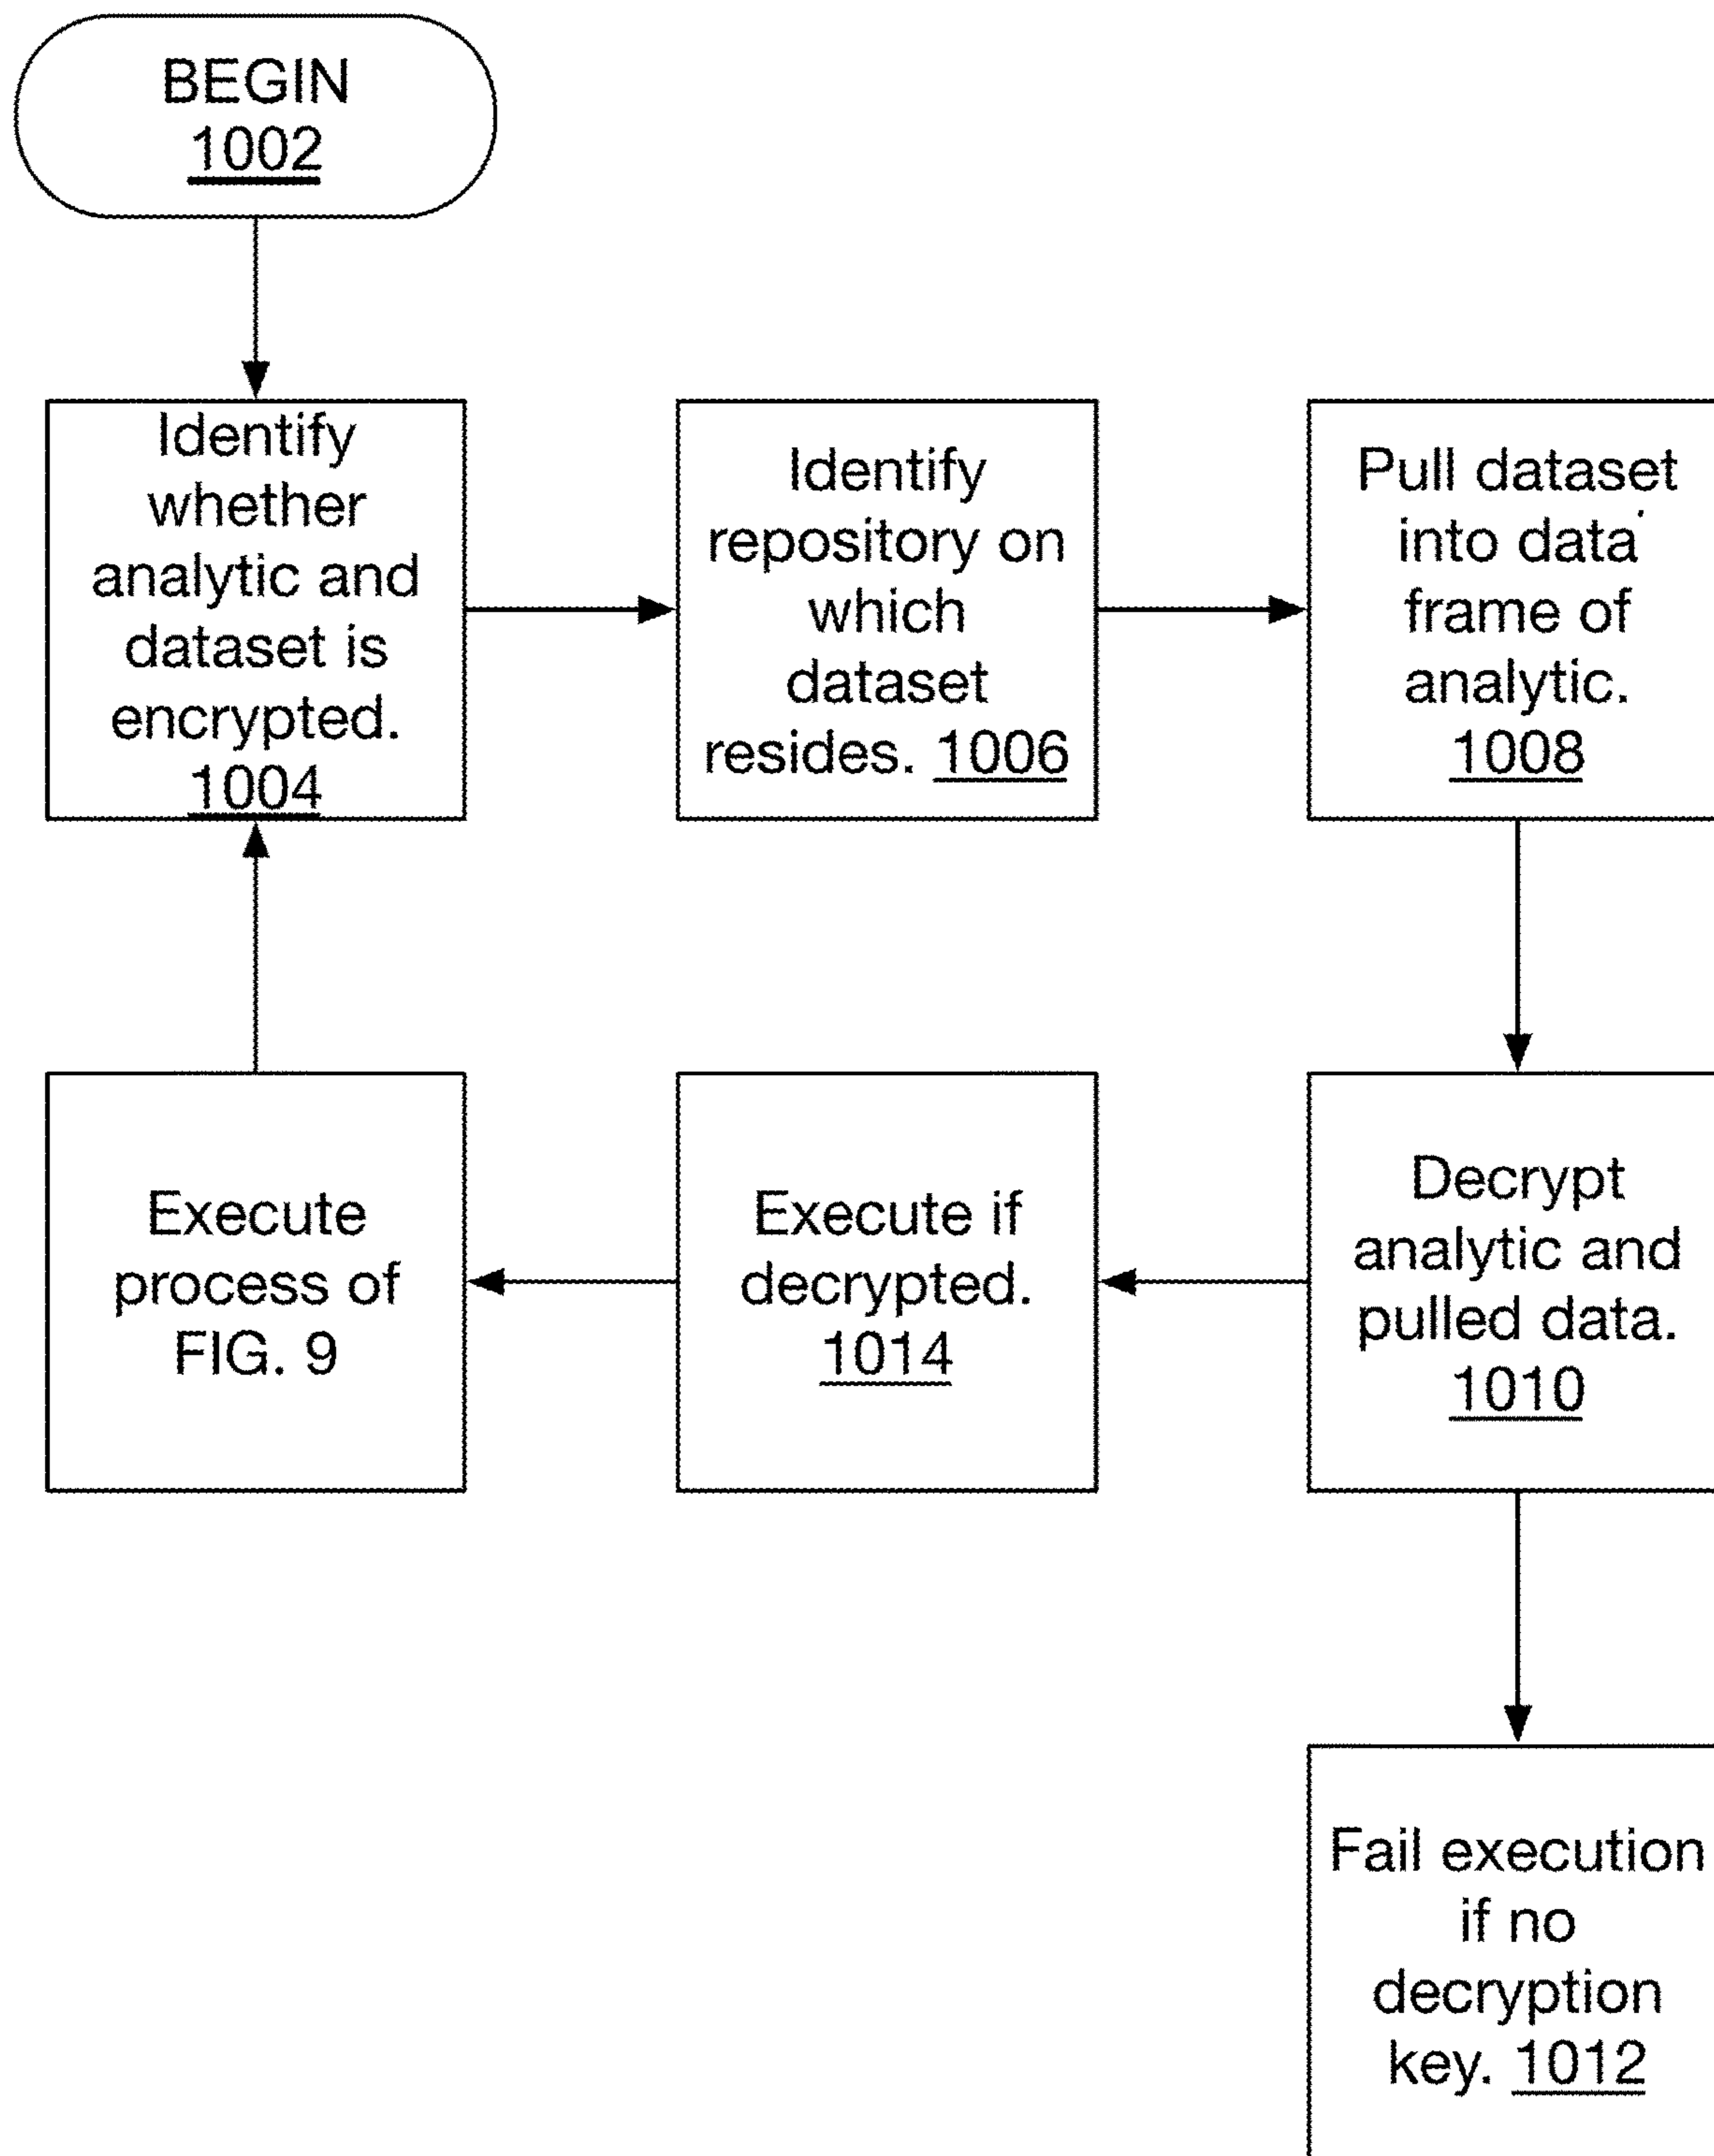 BEGIN
1002
Identify
whether
analytic and
dataset is
encrypted.
1004
Identify
repository on
which
dataset
resides. 1006
Pull dataset
into data
frame of
analytic.
1008
Decrypt
analytic and
pulled data.
1010
Execute if
decrypted.
1014
Execute
process of
FIG. 9
Fail execution
if no
decryption
key. 1012